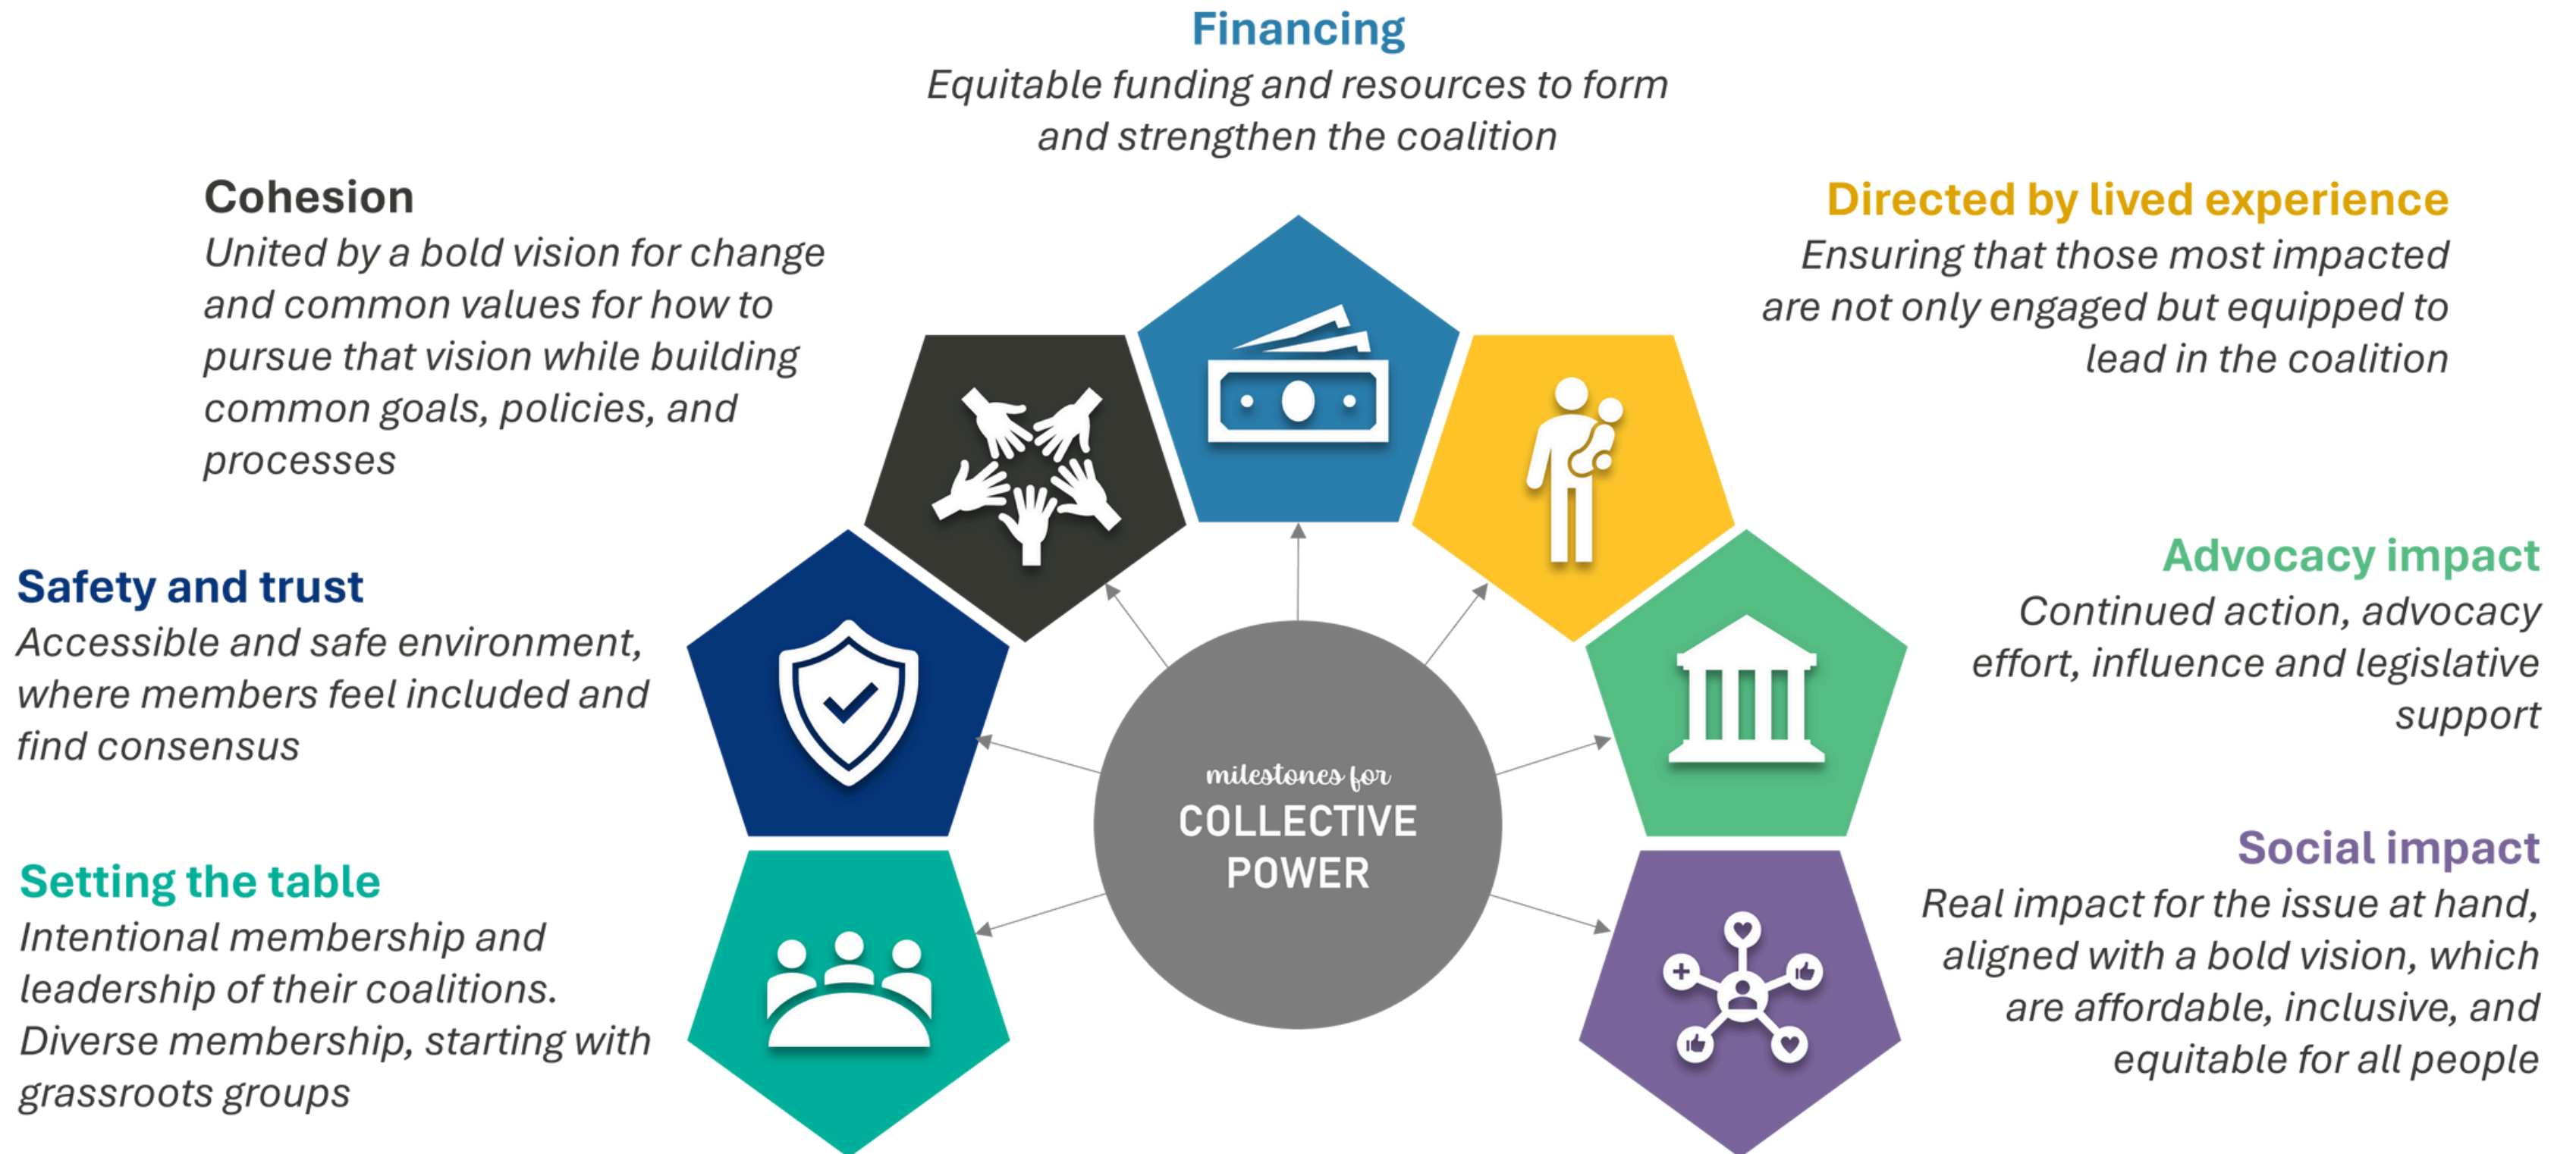 Financing
Equitable funding and resources to form
and strengthen the coalition
Cohesion
United by a bold vision for change
and common values for how to
pursue that vision while building
common goals, policies, and
processes
Directed by lived experience
Ensuring that those most impacted
are not only engaged but equipped to
lead in the coalition
Safety and trust
Accessible and safe environment,
where members feel included and
find consensus
Advocacy impact
Continued action, advocacy
effort, influence and legislative
support
milestones for
COLLECTIVE
POWER
Setting the table
Intentional membership and
leadership of their coalitions.
Diverse membership, starting with
grassroots groups
Social impact
Real impact for the issue at hand,
aligned with a bold vision, which
are affordable, inclusive, and
equitable for all people